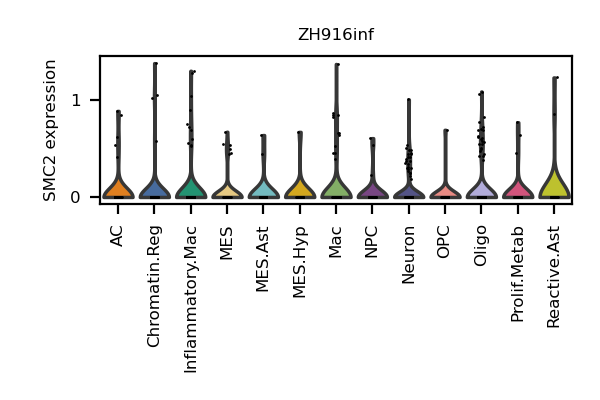 ZH916inf
SMC2 expression
1
0
AC
Chromatin.Reg
Inflammatory.Mac
MES
MES.Ast
MES.Hyp
Mac
NPC
Neuron
OPC
Oligo
Prolif.Metab
Reactive.Ast